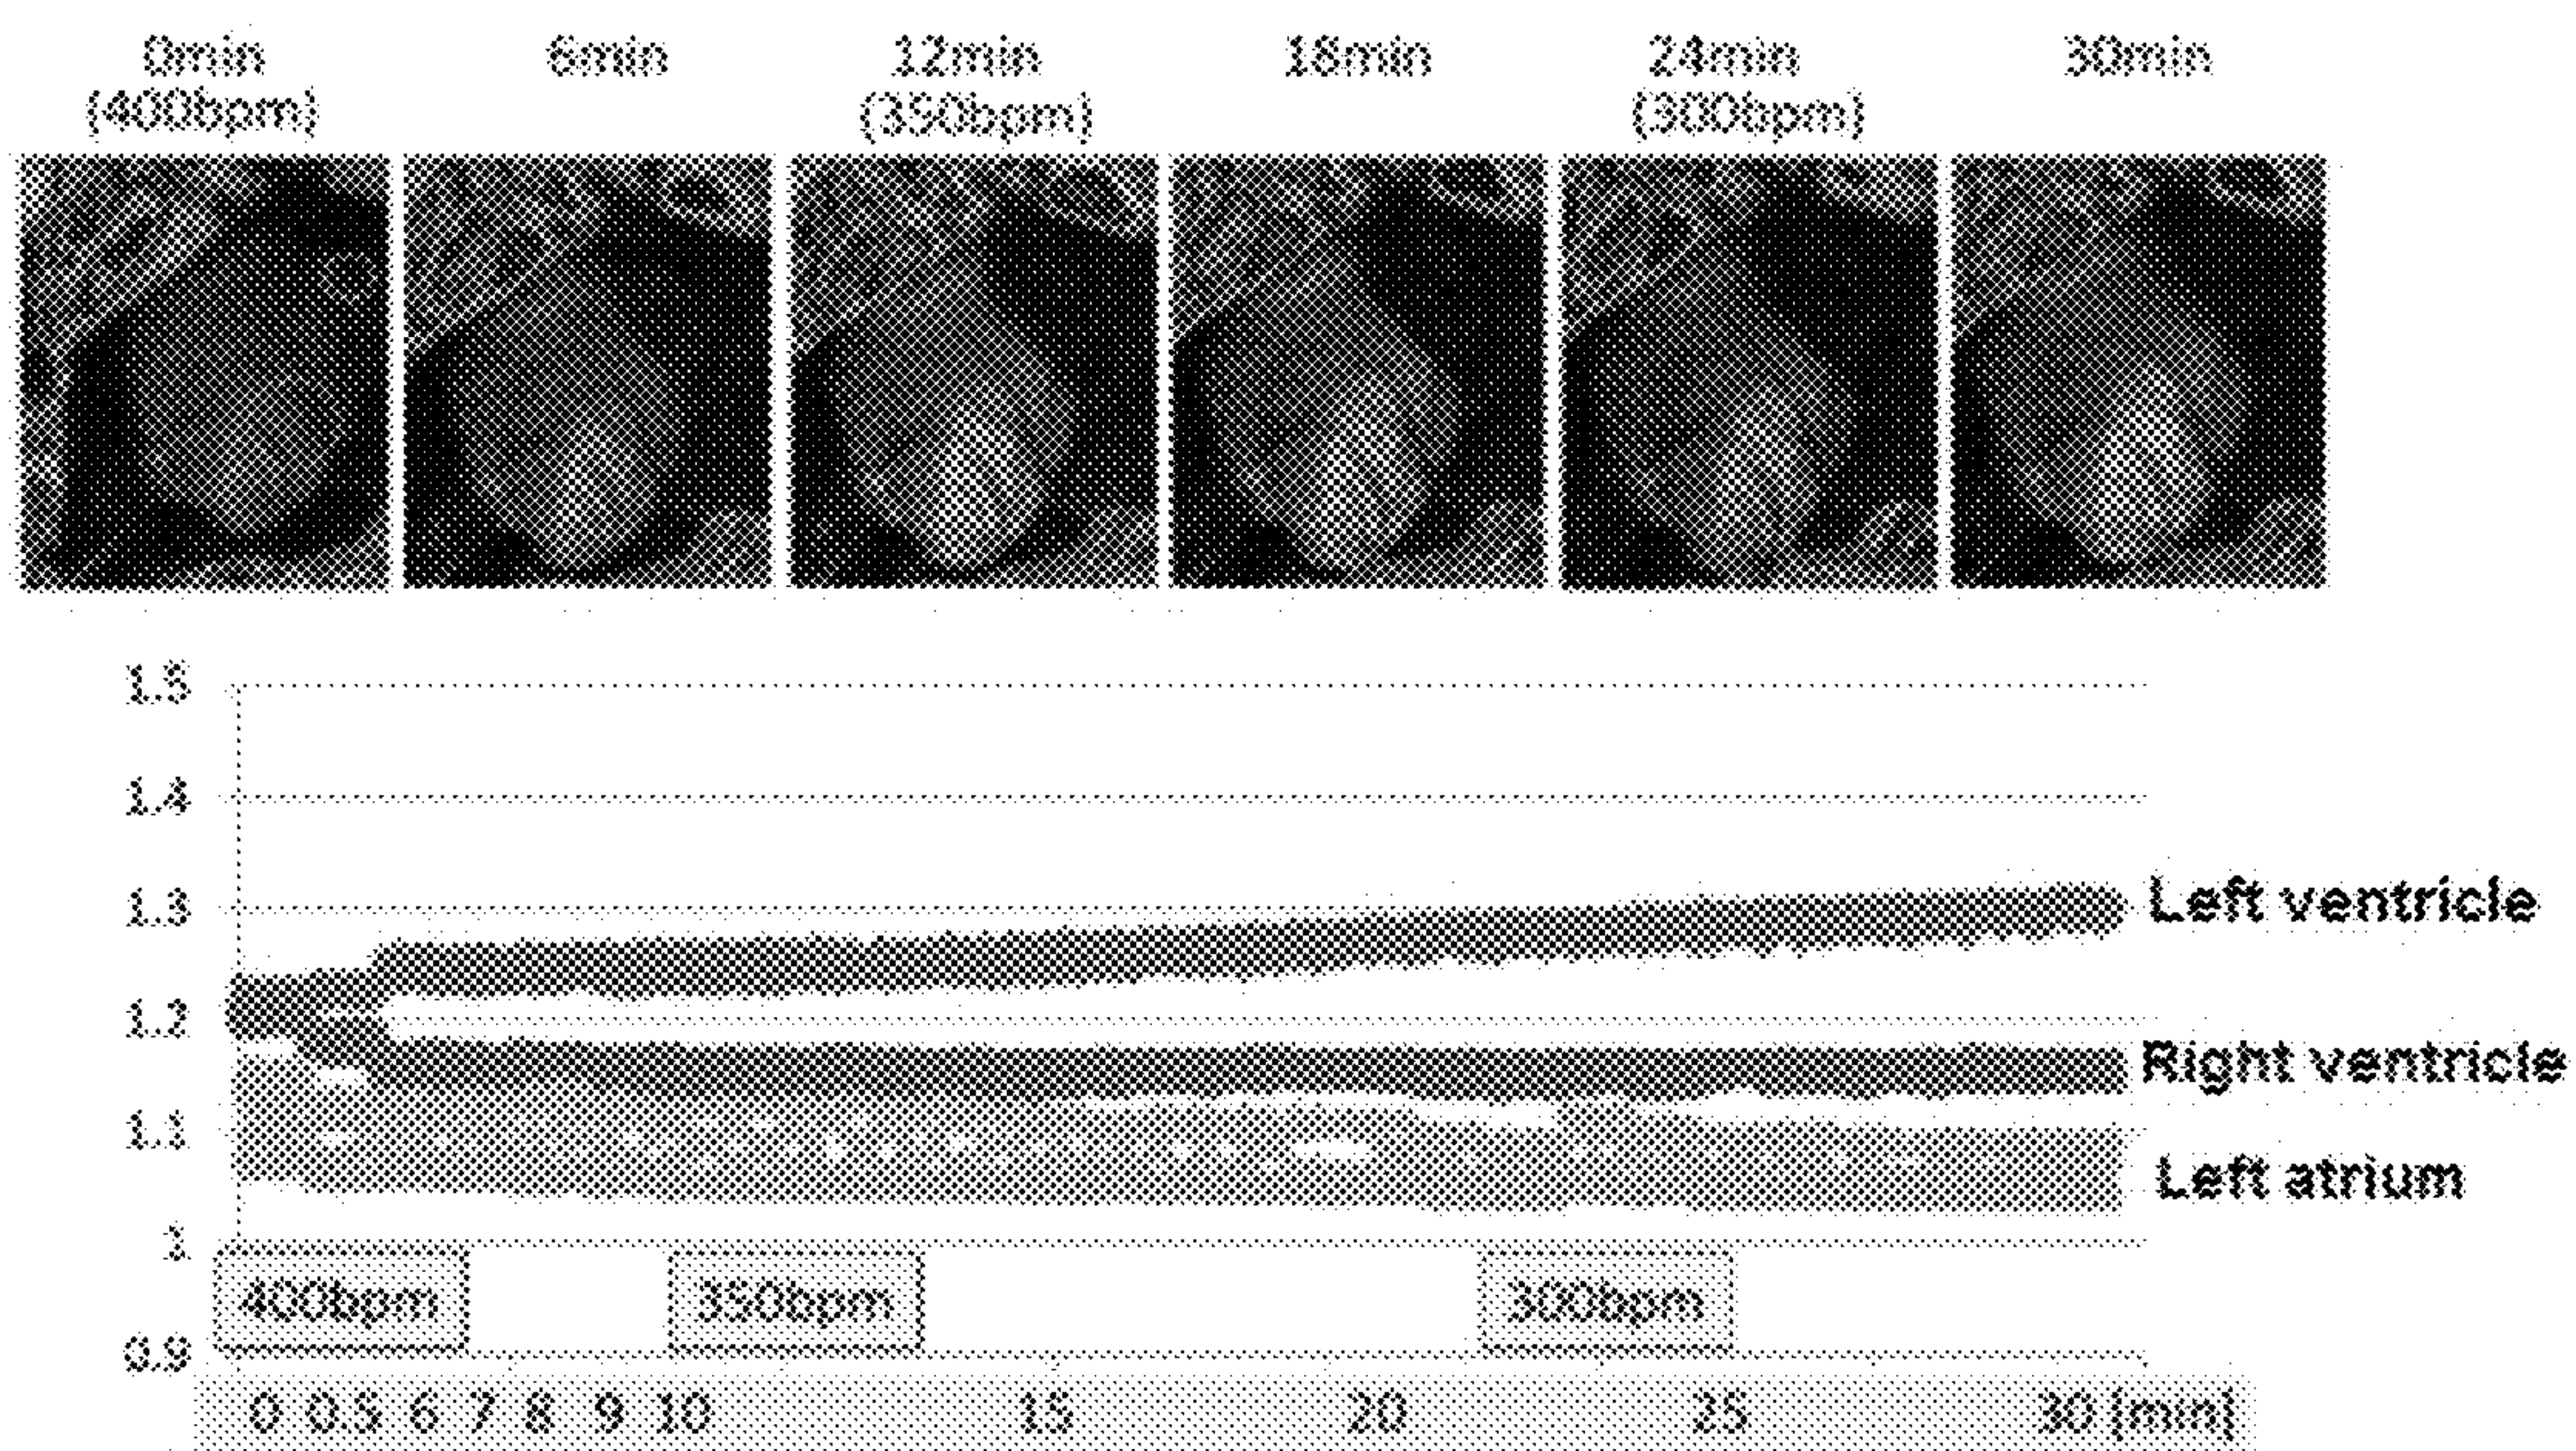 0min 6min 12min 18min 24min 30min
(400bpm) (350bpm) (300bpm)
1.5
1.4
1.3
Left ventricle
1.2
Right ventricle
1.1
Left atrium
1
400bpm 350bpm 300bpm
0.9
0 0.5 6 7 8 9 10 15 20 25 30 [min]